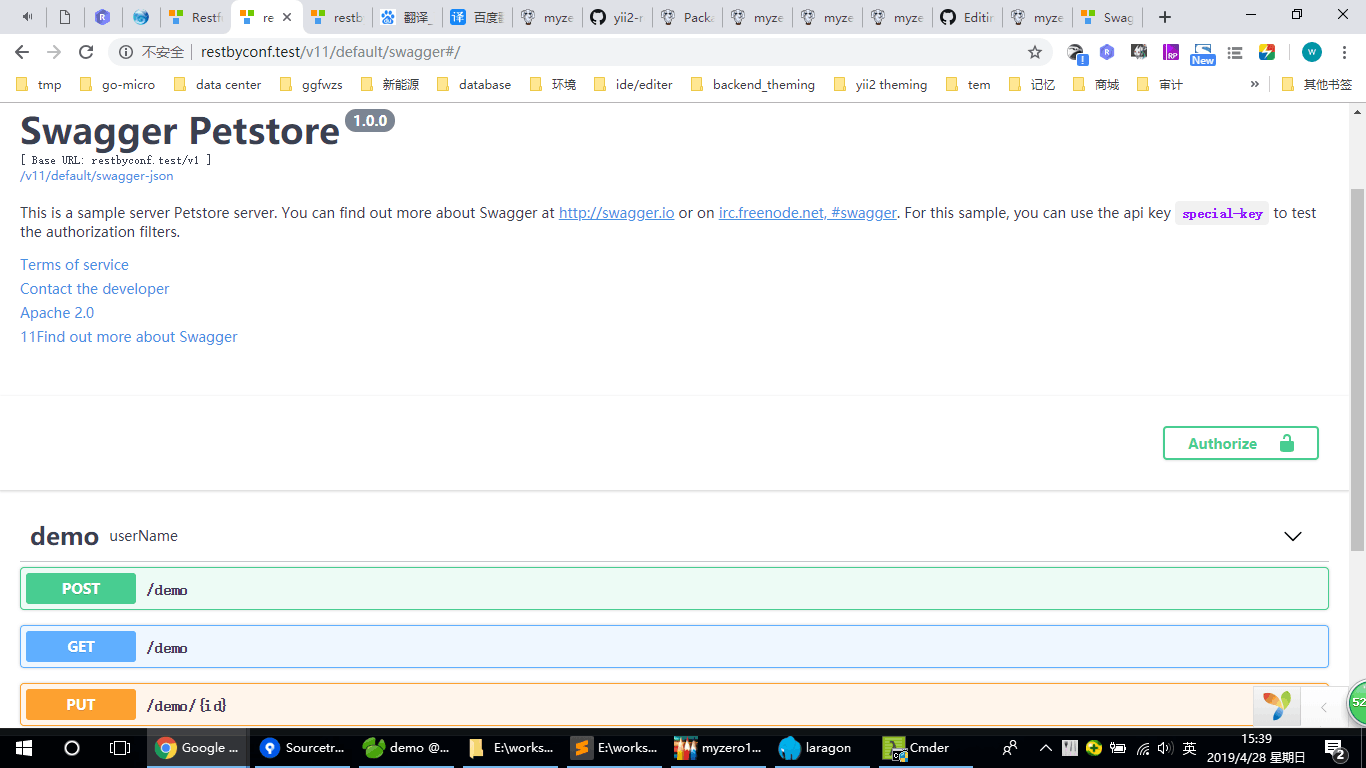 Restf
re
restb
翻译_
百度翻
myze
yii2-r
Packa
myze
myze
myze
Editin
myze
Swag
不安全 restbyconf.test/v11/default/swagger#/
New
W
tmp go-micro data center ggfwzs 新能源 database 环境 ide/editer backend_theming yii2 theming tem 记忆 商城 审计 » 其他书签
Swagger Petstore 1.0.0
[ Base URL: restbyconf.test/v1 ]
/v11/default/swagger-json
This is a sample server Petstore server. You can find out more about Swagger at http://swagger.io or on irc.freenode.net, #swagger. For this sample, you can use the api key special-key to test
the authorization filters.
Terms of service
Contact the developer
Apache 2.0
11Find out more about Swagger
Authorize
demo userName
POST /demo
GET /demo
PUT /demo/{id}
52
Google ... Sourcetr... demo @... E:\works... E:\works... myzero1... laragon Cmder
英
15:39
2019/4/28 星期日
2